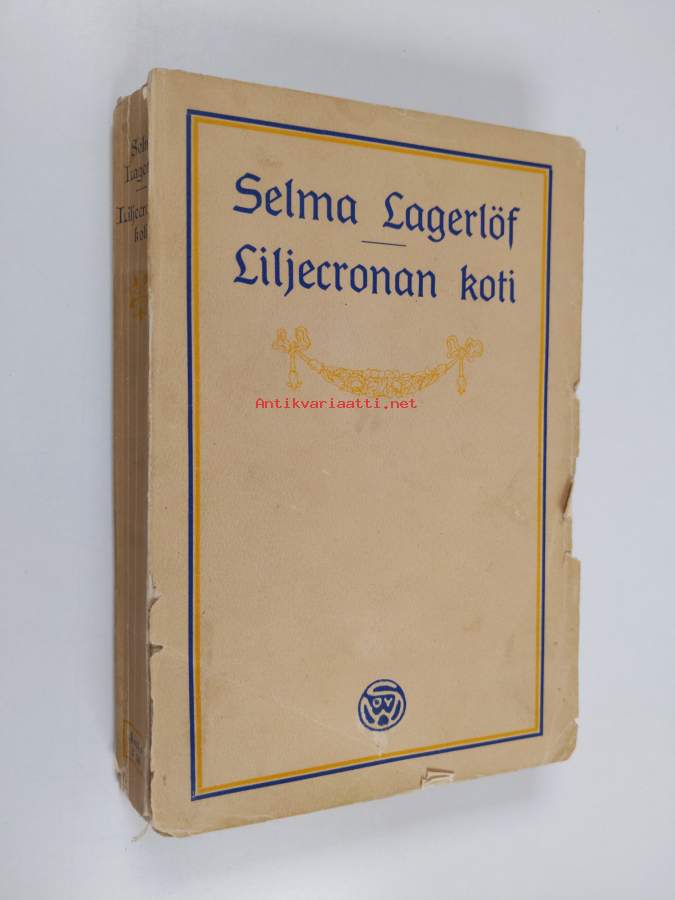 Selma Lagerlöf
Liljecronan koti
Antikvariaatti.net